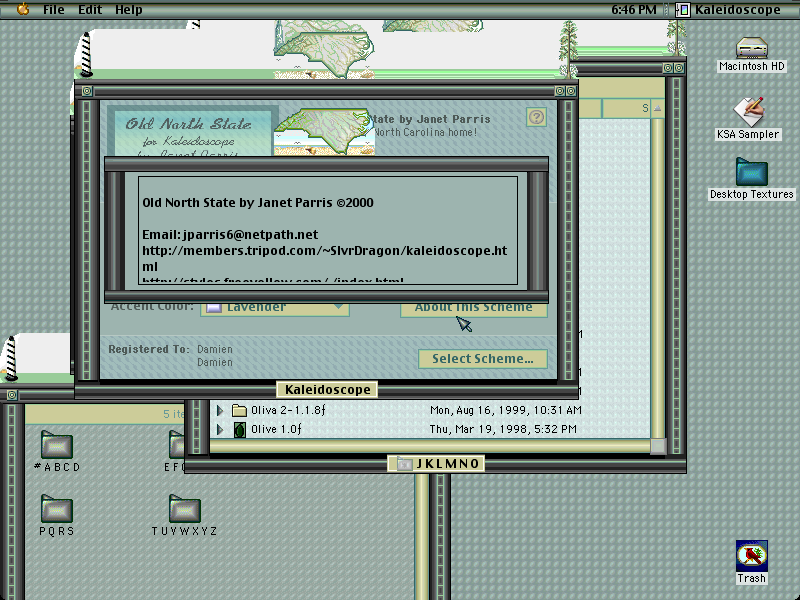 File Edit Help
6:46 PM Kaleidoscope
Macintosh HD
KSA Sampler
Desktop Textures
Trash
S
Old North State
for Kaleidoscope
by Janet Parris
State by Janet Parris
North Carolina home!
?
Old North State by Janet Parris ©2000
Email: jparris6@netpath.net
http://members.tripod.com/~SlvrDragon/kaleidoscope.ht
ml
Accent Color: Lavender
About This Scheme
Registered To: Damien
Damien
Select Scheme...
Kaleidoscope
Oliva 2-1.1.8ƒ Mon, Aug 16, 1999, 10:31 AM
Olive 1.0ƒ Thu, Mar 19, 1998, 5:32 PM
JKLMNO
5 ite
#ABCD
EFG
PQRS
TUVWXYZ